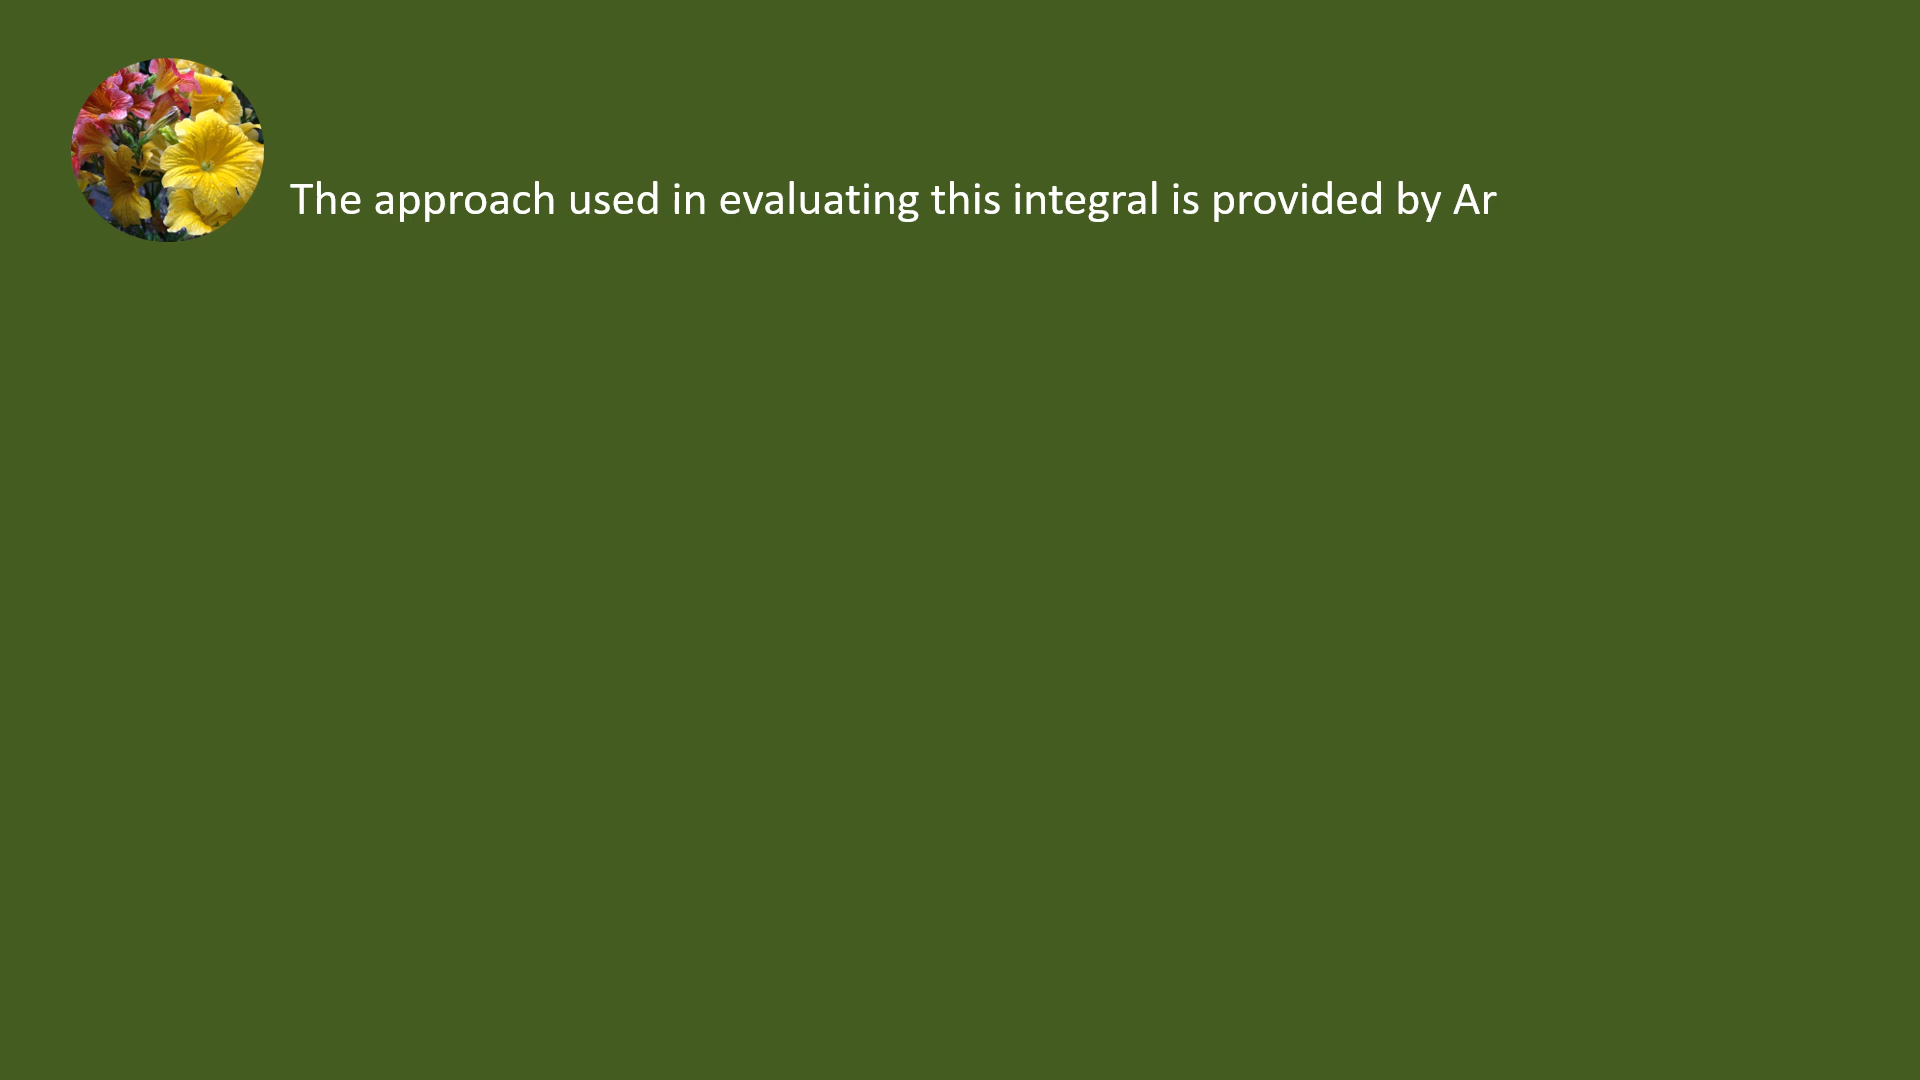 The approach used in evaluating this integral is provided by Ar